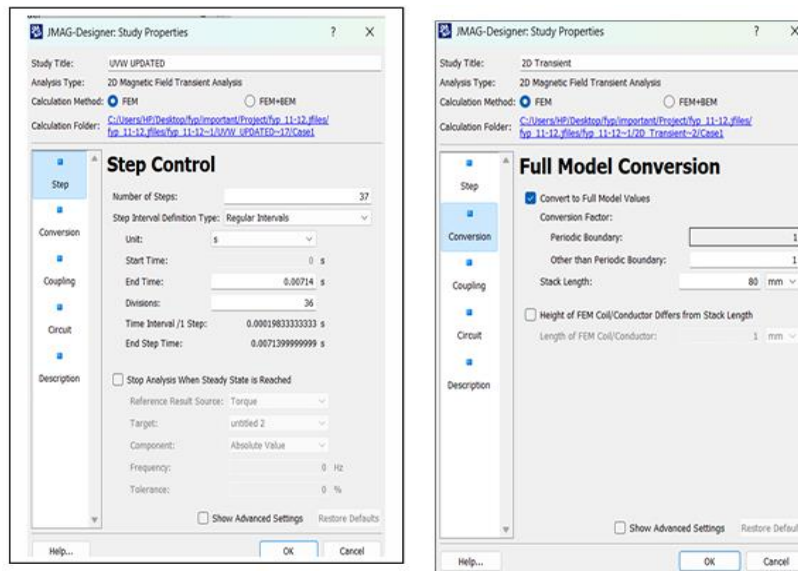 JMAG-Designer: Study Properties ? X
Study Title: UVW UPDATED
Analysis Type: 2D Magnetic Field Transient Analysis
Calculation Method: FEM FEM+BEM
Calculation Folder: C:/Users/HP/Desktop/fyp/important/Project/fyp_11-12.jfiles/
fyp_11-12.jfiles/fyp_11-12~1/UVW_UPDATED~17/Case1
Step
Conversion
Coupling
Circuit
Description
Step Control
Number of Steps: 37
Step Interval Definition Type: Regular Intervals
Unit: s
Start Time: 0 s
End Time: 0.00714 s
Divisions: 36
Time Interval /1 Step: 0.00019833333333 s
End Step Time: 0.0071399999999 s
Stop Analysis When Steady State is Reached
Reference Result Source: Torque
Target: untitled 2
Component: Absolute Value
Frequency: 0 Hz
Tolerance: 0 %
Show Advanced Settings Restore Defaults
Help... OK Cancel
JMAG-Designer: Study Properties ? X
Study Title: 2D Transient
Analysis Type: 2D Magnetic Field Transient Analysis
Calculation Method: FEM FEM+BEM
Calculation Folder: C:/Users/HP/Desktop/fyp/important/Project/fyp_11-12.jfiles/
fyp_11-12.jfiles/fyp_11-12~1/2D_Transient~2/Case1
Step
Conversion
Coupling
Circuit
Description
Full Model Conversion
Convert to Full Model Values
Conversion Factor:
Periodic Boundary: 1
Other than Periodic Boundary: 1
Stack Length: 80 mm
Height of FEM Coil/Conductor Differs from Stack Length
Length of FEM Coil/Conductor: 1 mm
Show Advanced Settings Restore Defaul
Help... OK Cancel